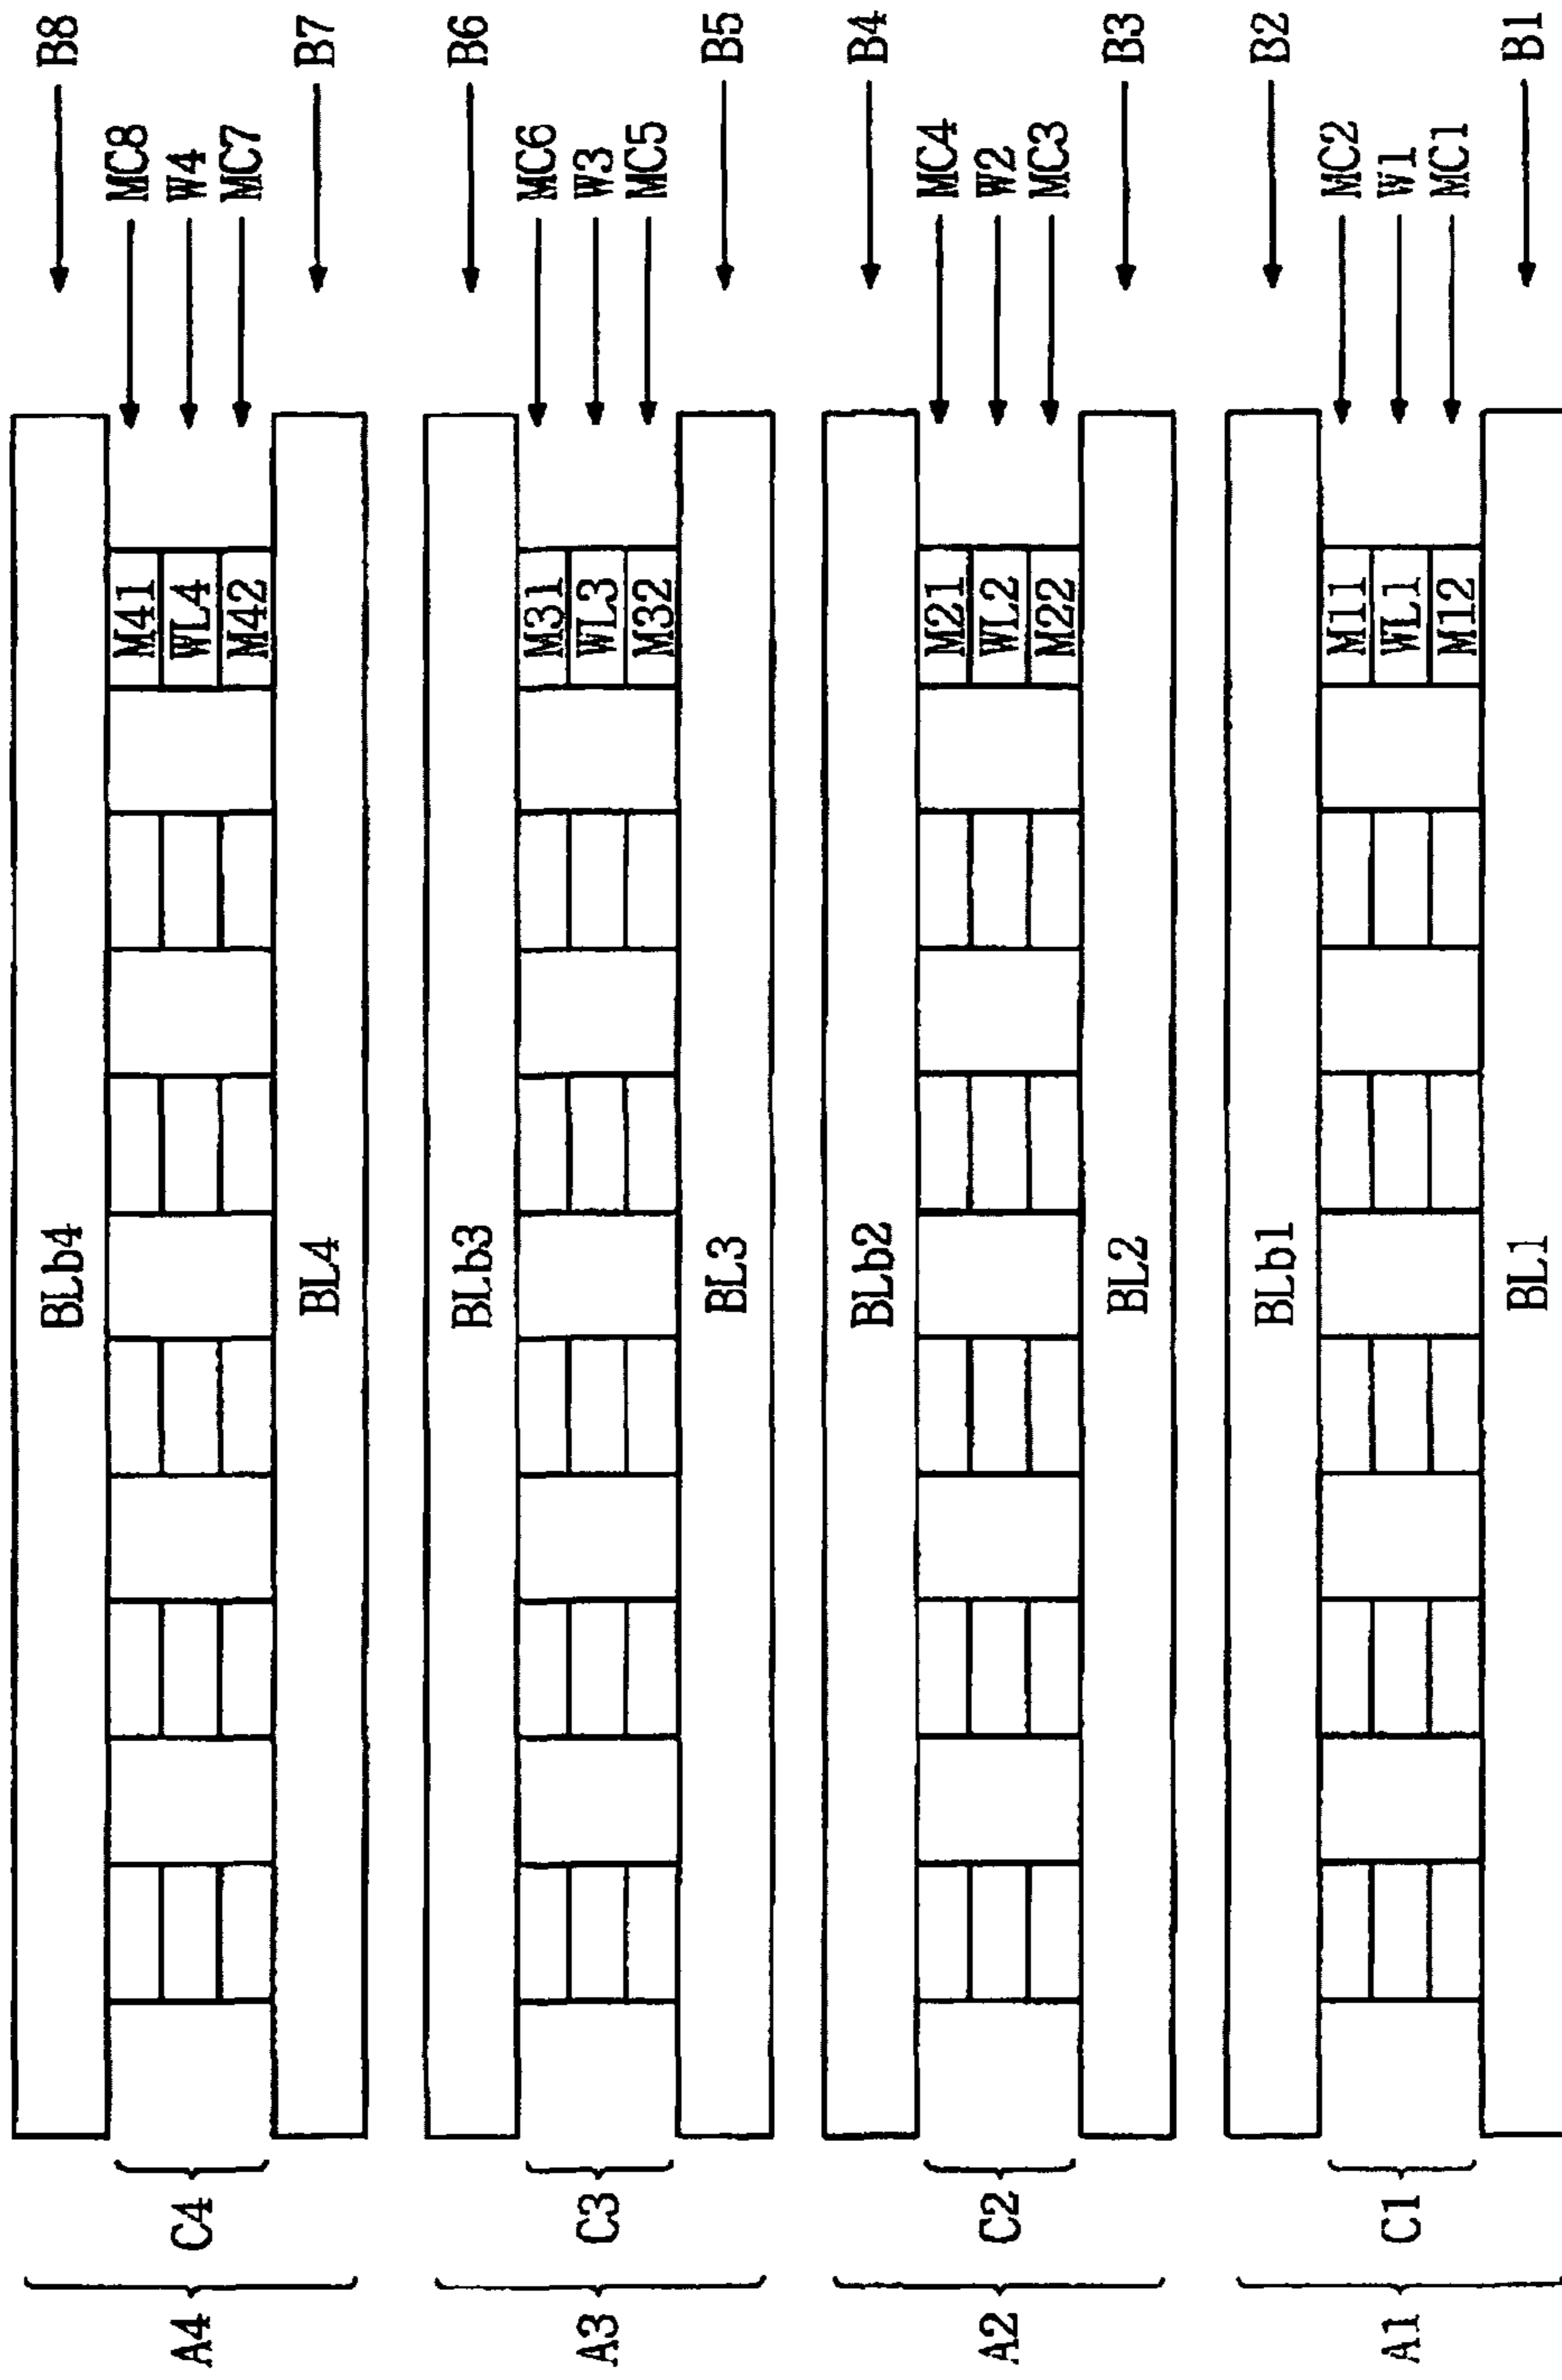 BLb4 B8
M41 MC8
A4 C4 WL4 W4
M42 MC7
BL4 B7
BLb3 B6
M31 MC6
A3 C3 WL3 W3
M32 MC5
BL3 B5
BLb2 B4
M21 MC4
A2 C2 WL2 W2
M22 MC3
BL2 B3
BLb1 B2
M11 MC2
A1 C1 WL1 W1
M12 MC1
BL1 B1